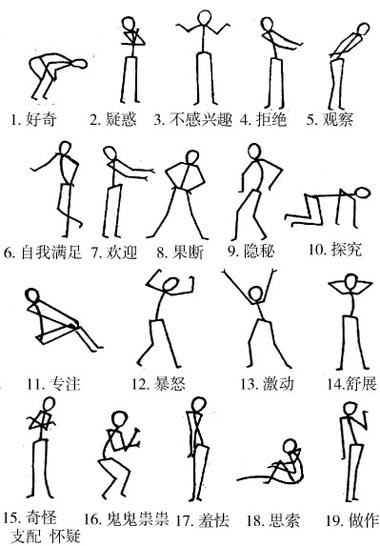 1. 好奇
2. 疑惑
3. 不感兴趣
4. 拒绝
5. 观察
6. 自我满足
7. 欢迎
8. 果断
9. 隐秘
10. 探究
11. 专注
12. 暴怒
13. 激动
14.舒展
15. 奇怪
支配 怀疑
16. 鬼鬼祟祟
17. 羞怯
18. 思索
19. 做作